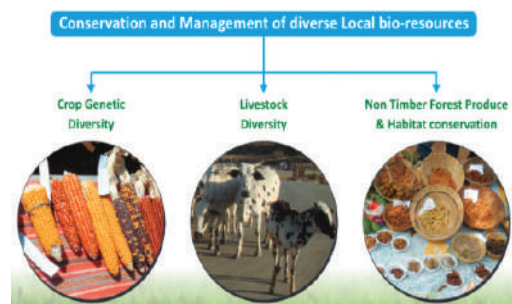 Conservation and Management of diverse Local bio-resources
Crop Genetic
Diversity
Livestock
Diversity
Non Timber Forest Produce
& Habitat conservation